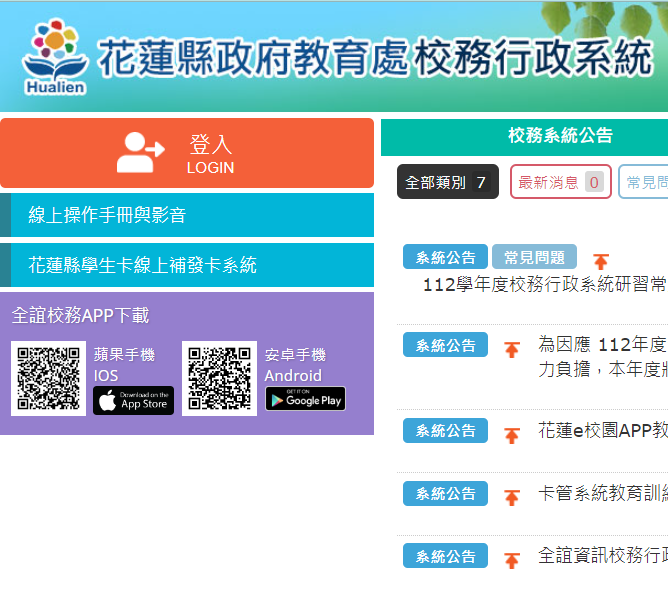 Hualien
花蓮縣政府教育處校務行政系統
登入
LOGIN
線上操作手冊與影音
花蓮縣學生卡線上補發卡系統
全誼校務APP下載
蘋果手機
IOS
Download on the
App Store
安卓手機
Android
GET IT ON
Google Play
校務系統公告
全部類別 7
最新消息 0
常見問
系統公告 常見問題
112學年度校務行政系統研習常
系統公告
為因應 112年度
力負擔，本年度
系統公告
花蓮e校園APP教
系統公告
卡管系統教育訓
系統公告
全誼資訊校務行政